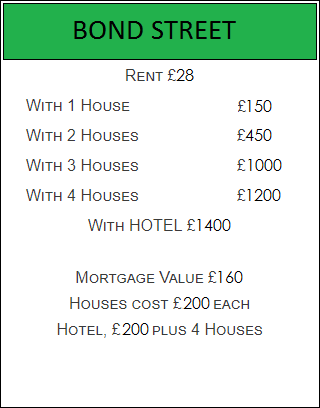 BOND STREET
Rent £28
With 1 House £150
With 2 Houses £450
With 3 Houses £1000
With 4 Houses £1200
With HOTEL £1400
Mortgage Value £160
Houses cost £200 each
Hotel, £200 plus 4 Houses